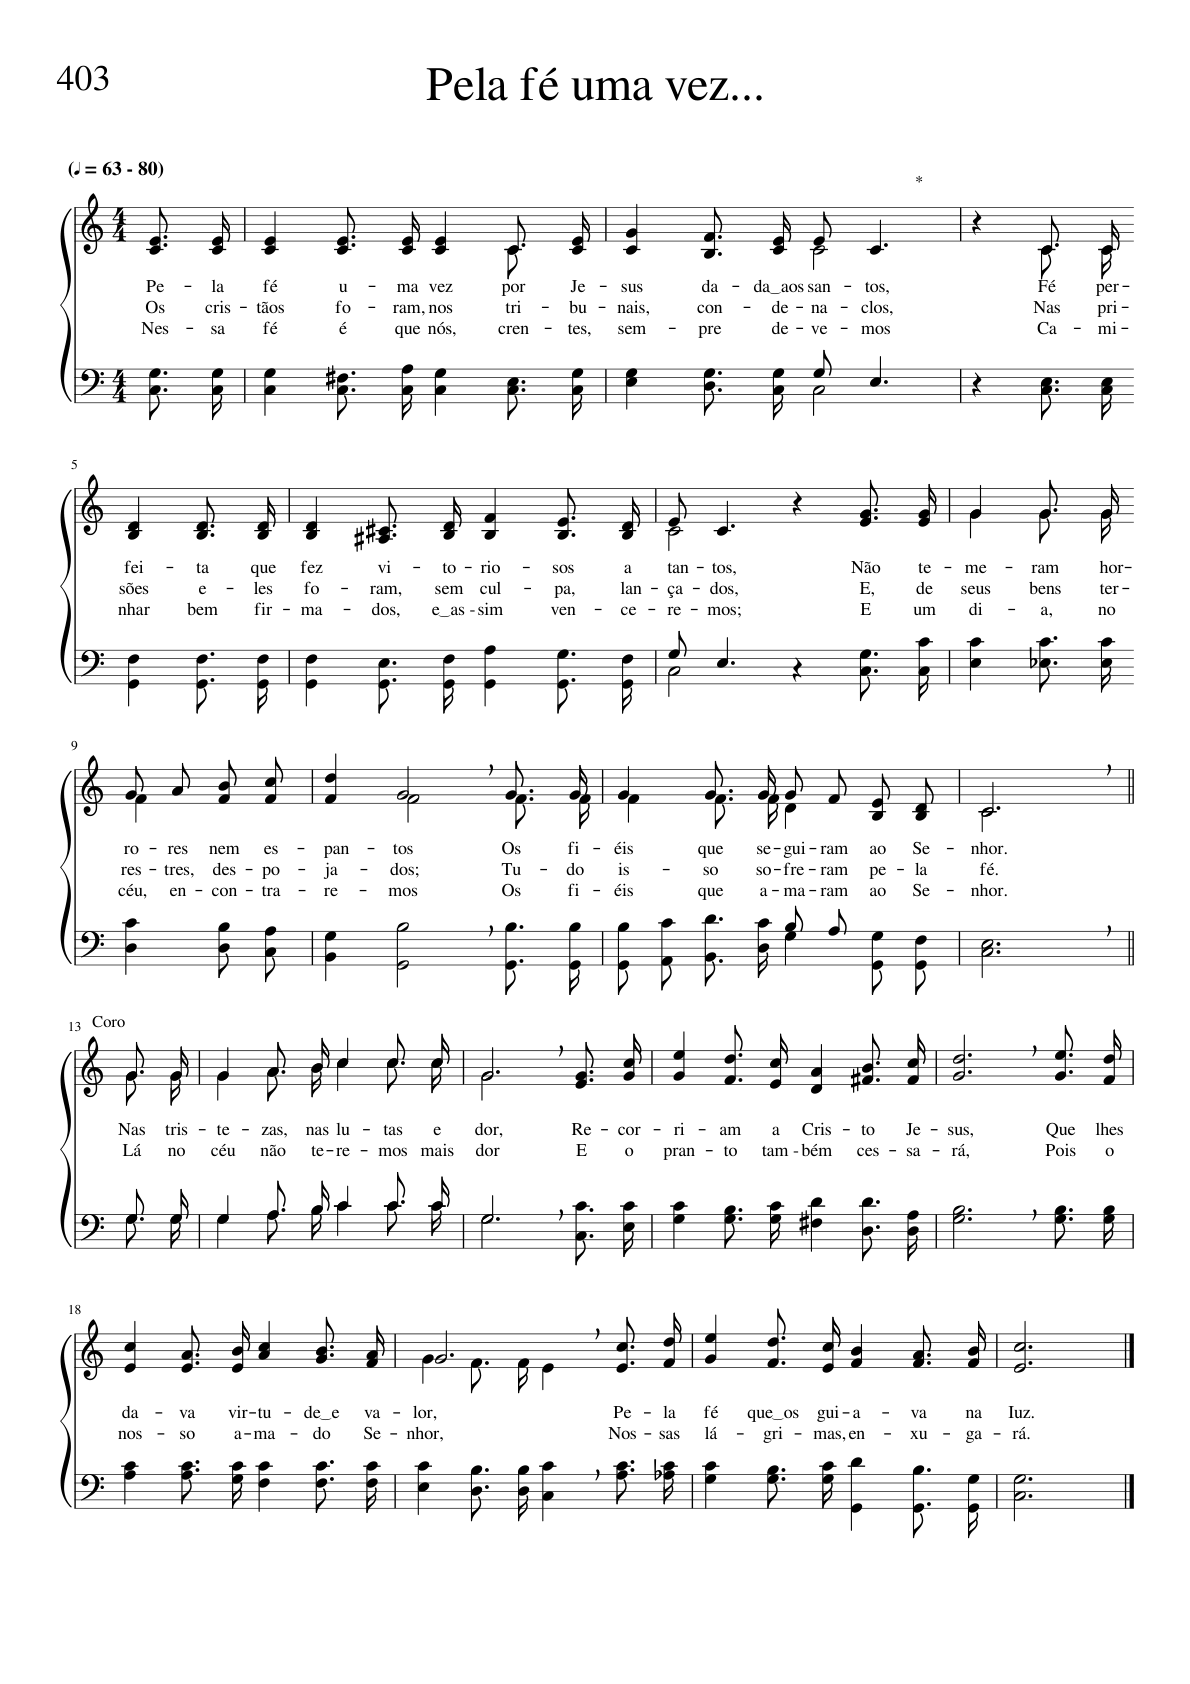 403
Pela fé uma vez...
(♩ = 63 - 80)
*
Pe - la fé u - ma vez por Je - sus da - da_aos san - tos, Fé per-
Os cris - tãos fo - ram, nos tri - bu - nais, con - de - na - clos, Nas pri -
Nes - sa fé é que nós, cren - tes, sem - pre de - ve - mos Ca - mi -
5
fei - ta que fez vi - to - rio - sos a tan - tos, Não te - me - ram hor-
sões e - les fo - ram, sem cul - pa, lan - ça - dos, E, de seus bens ter-
nhar bem fir - ma - dos, e_as - sim ven - ce - re - mos; E um di - a, no
9
ro - res nem es - pan - tos Os fi - éis que se - gui - ram ao Se - nhor.
res - tres, des - po - ja - dos; Tu - do is - so so - fre - ram pe - la fé.
céu, en - con - tra - re - mos Os fi - éis que a - ma - ram ao Se - nhor.
13 Coro
Nas tris - te - zas, nas lu - tas e dor, Re - cor - ri - am a Cris - to Je - sus, Que lhes
Lá no céu não te - re - mos mais dor E o pran - to tam - bém ces - sa - rá, Pois o
18
da - va vir - tu - de_e va - lor, Pe - la fé que_os gui - a - va na Iuz.
nos - so a - ma - do Se - nhor, Nos - sas lá - gri - mas, en - xu - ga - rá.